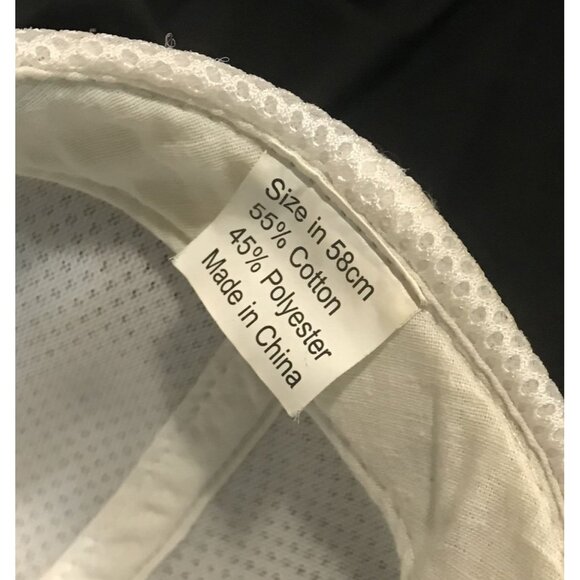 Size in 58cm
55% Cotton
45% Polyester
Made in China